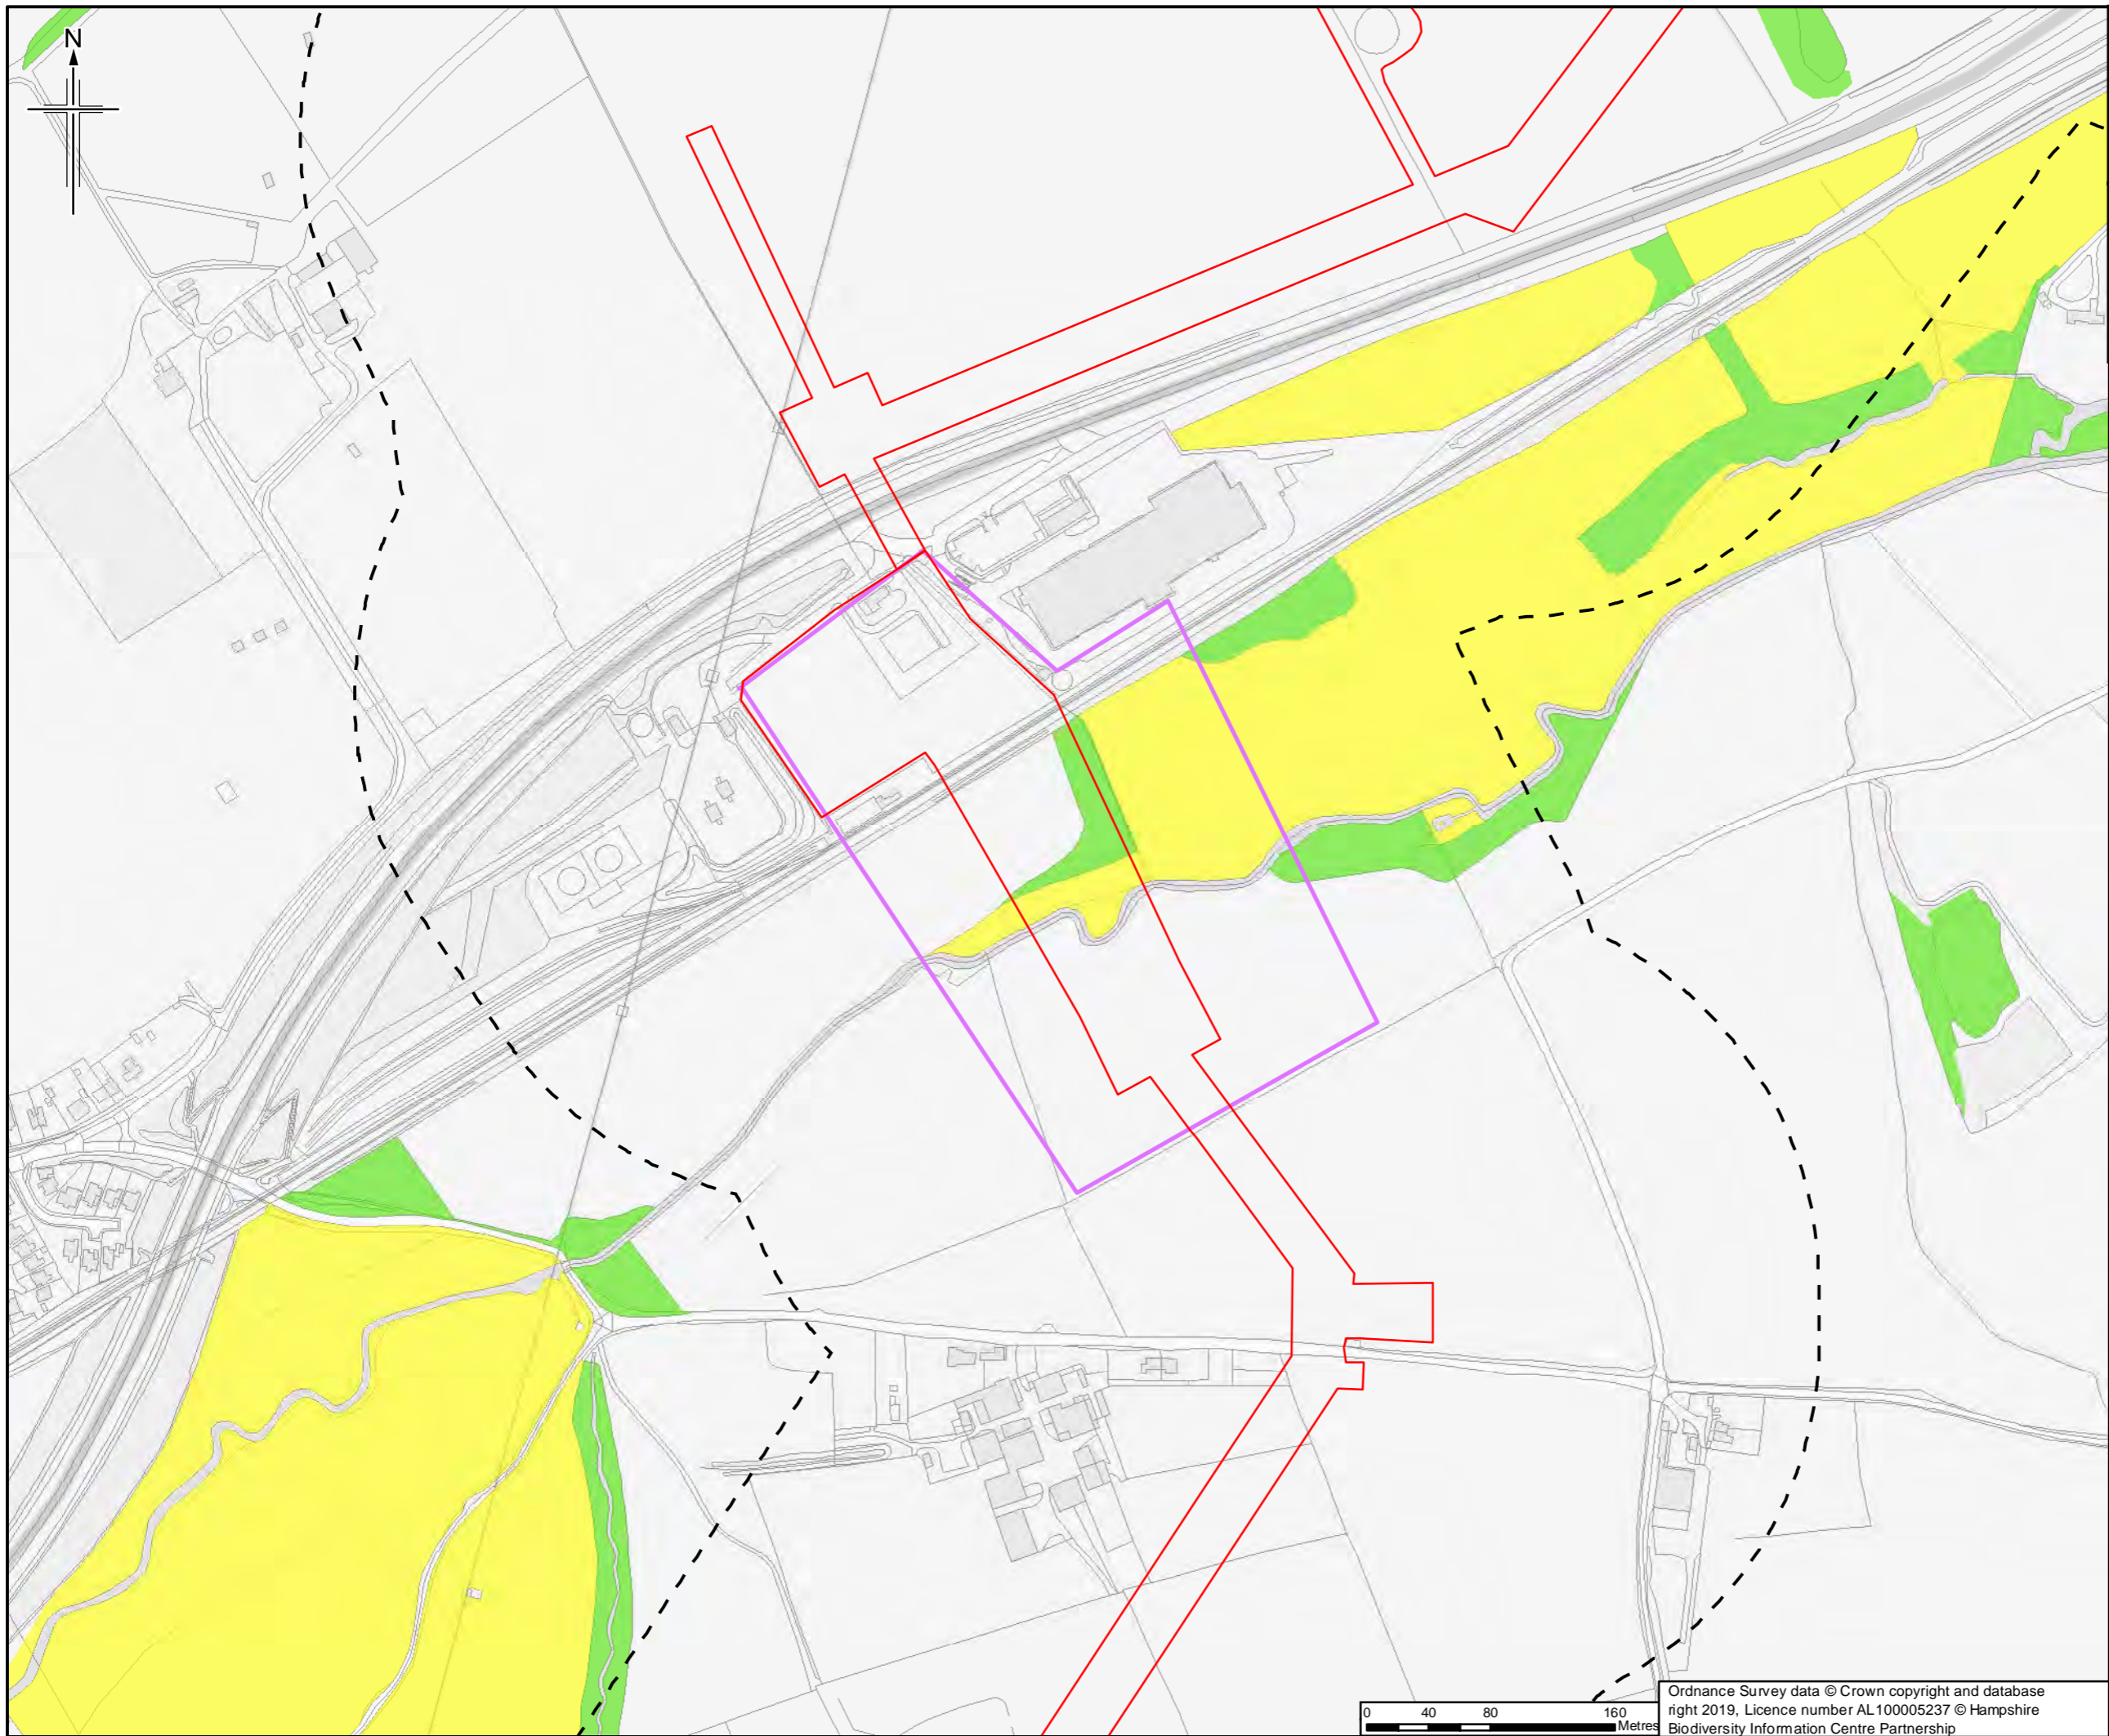 N
0 40 80 160
Metres
Ordnance Survey data © Crown copyright and database
right 2019, Licence number AL100005237 © Hampshire
Biodiversity Information Centre Partnership